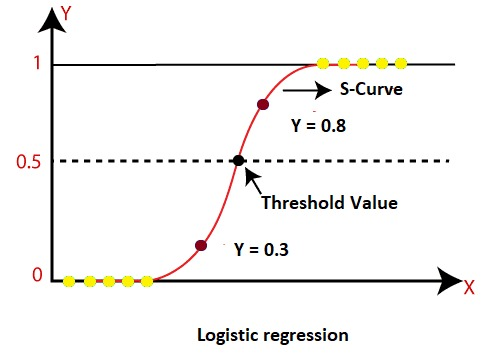 Y
1
S-Curve
Y = 0.8
0.5
Threshold Value
Y = 0.3
0
X
Logistic regression